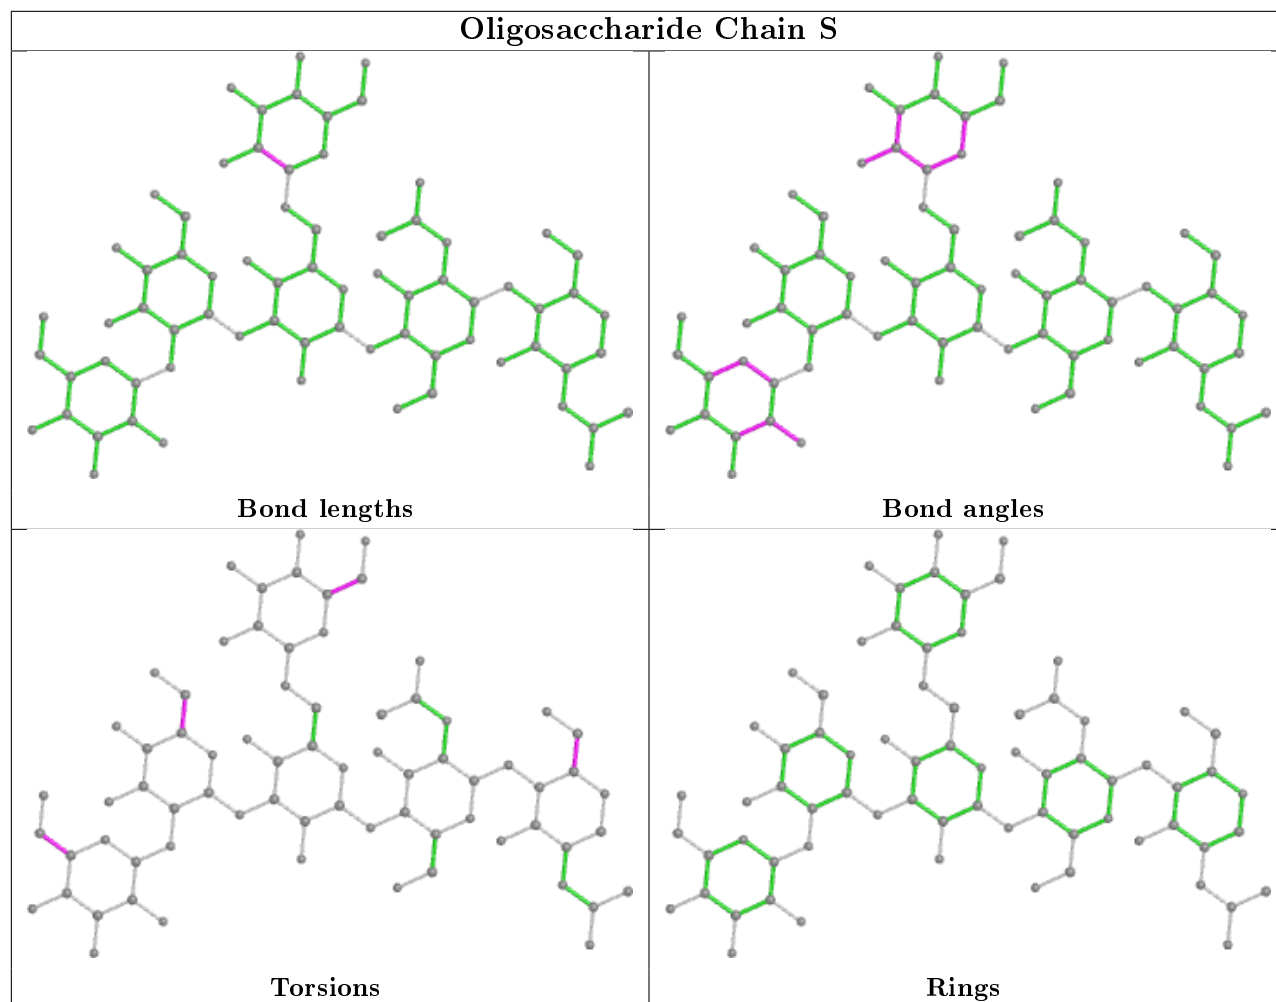 Oligosaccharide Chain S
Bond lengths
Bond angles
Torsions
Rings